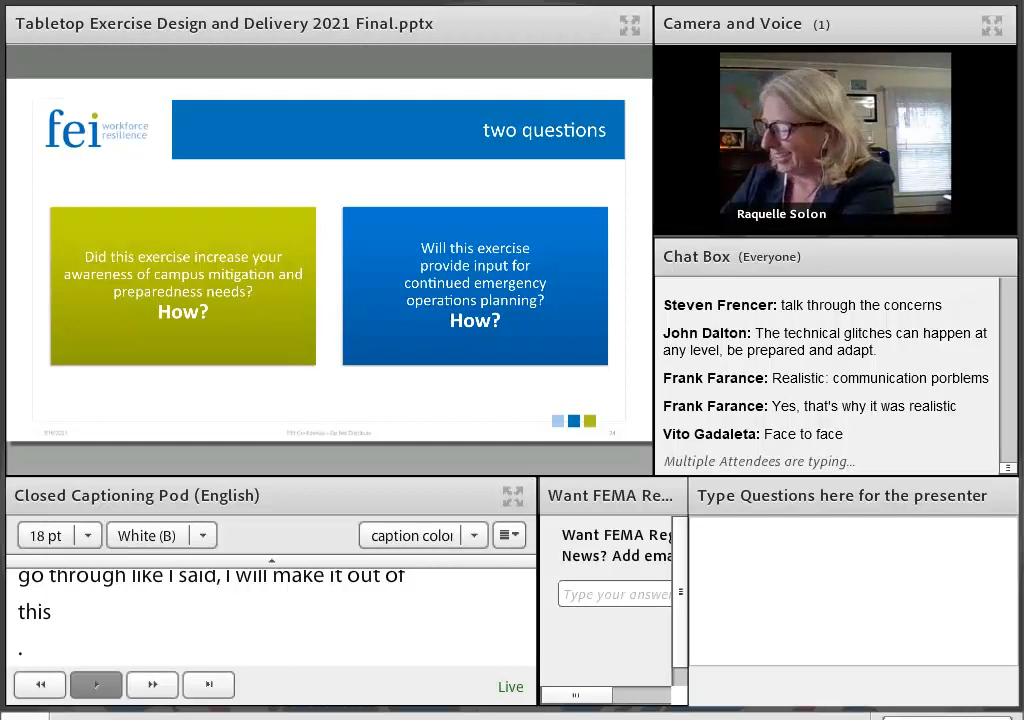 Tabletop Exercise Design and Delivery 2021 Final.pptx
fei workforce
resilience
two questions
Did this exercise increase your
awareness of campus mitigation and
preparedness needs?
How?
Will this exercise
provide input for
continued emergency
operations planning?
How?
24
Camera and Voice (1)
Raquelle Solon
Chat Box (Everyone)
Steven Frencer: talk through the concerns
John Dalton: The technical glitches can happen at
any level, be prepared and adapt.
Frank Farance: Realistic: communication porblems
Frank Farance: Yes, that's why it was realistic
Vito Gadaleta: Face to face
Multiple Attendees are typing...
Closed Captioning Pod (English)
18 pt
White (B)
caption color
go through like I said, I will make it out of
this
.
Live
Want FEMA Re...
Want FEMA Reg
News? Add ema
Type your answer
Type Questions here for the presenter